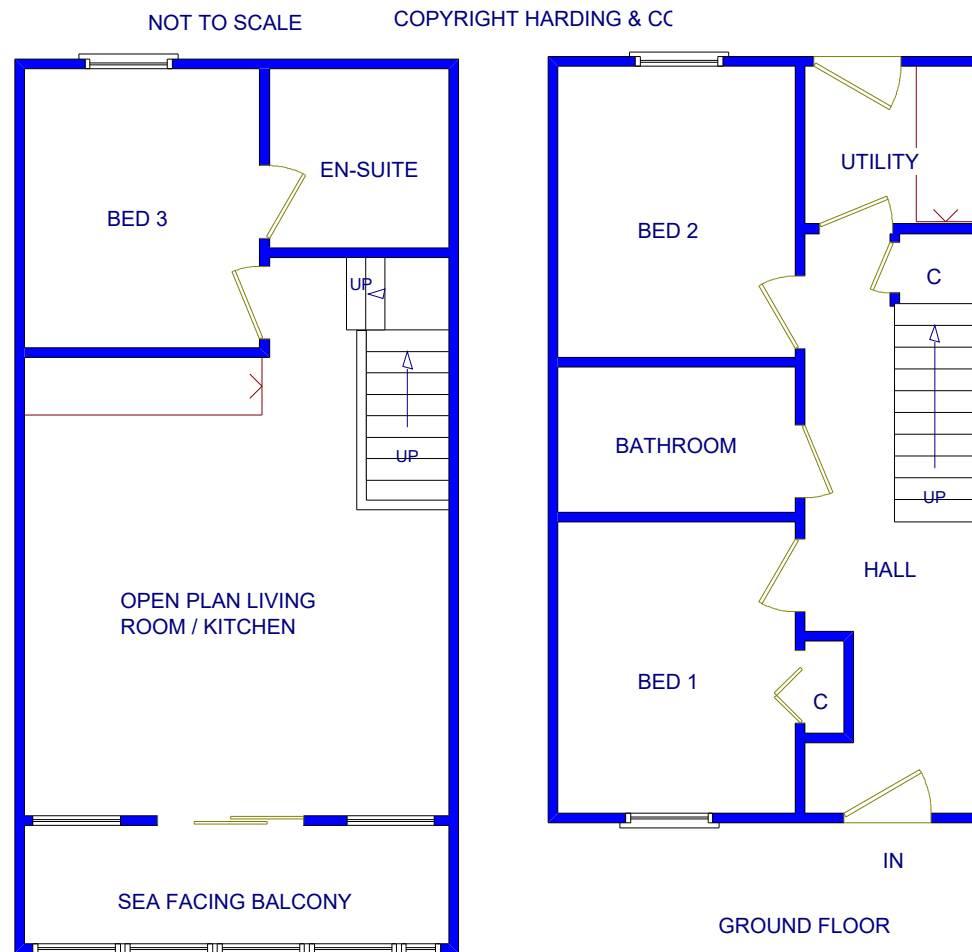 NOT TO SCALE
COPYRIGHT HARDING & CC
EN-SUITE
BED 3
UP
UP
OPEN PLAN LIVING
ROOM / KITCHEN
SEA FACING BALCONY
UTILITY
BED 2
C
BATHROOM
UP
HALL
BED 1
C
IN
GROUND FLOOR